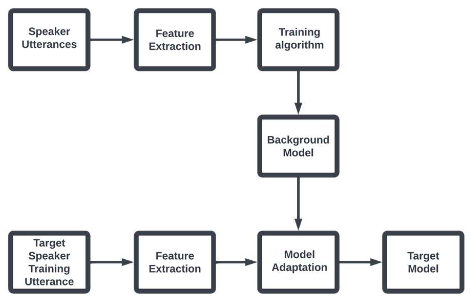 Speaker
Utterances
Feature
Extraction
Training
algorithm
Background
Model
Target
Speaker
Training
Utterance
Feature
Extraction
Model
Adaptation
Target
Model